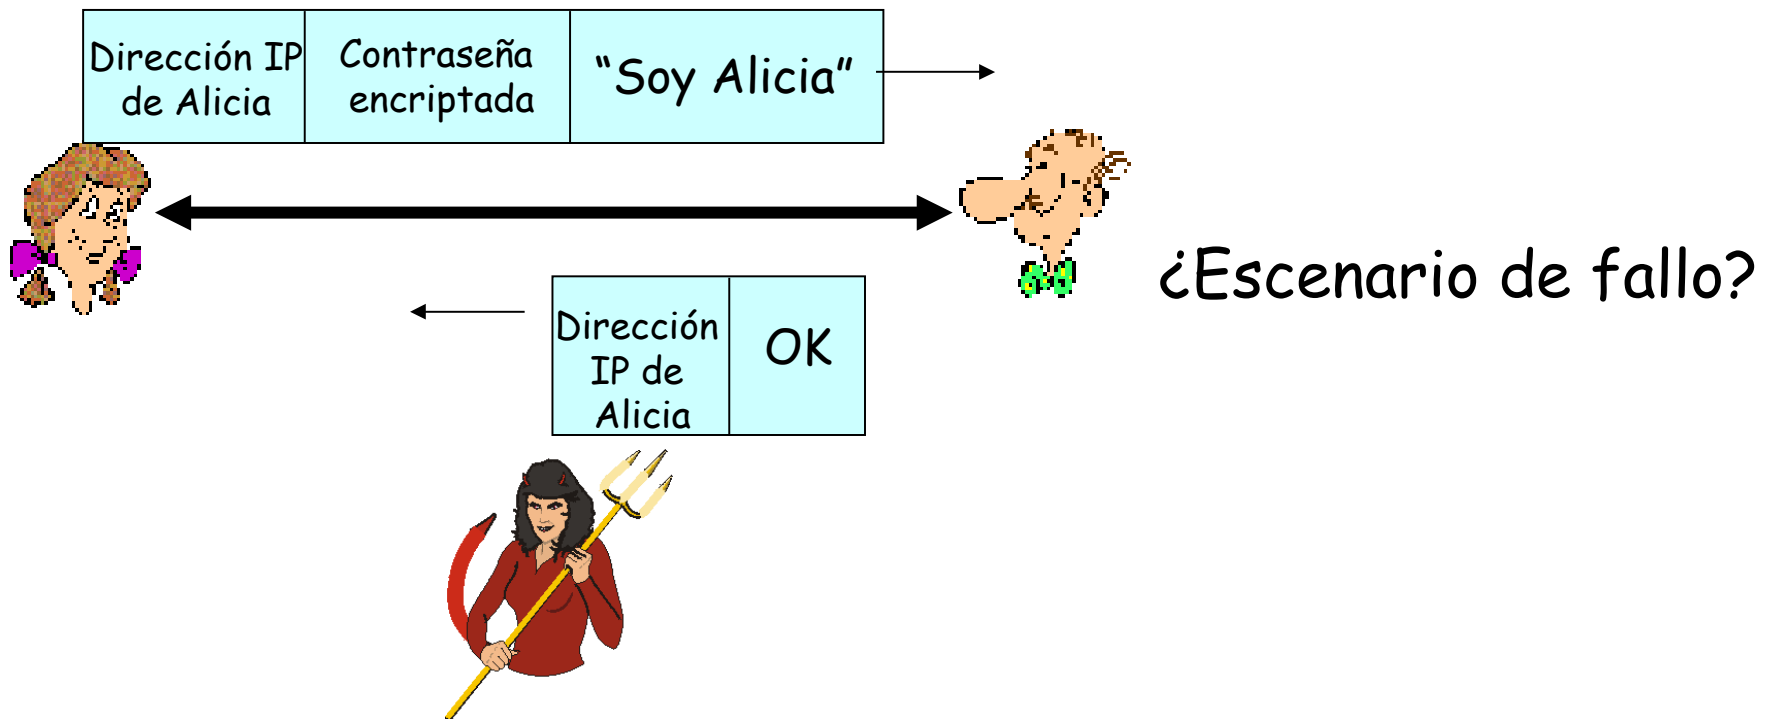 Dirección IP
de Alicia
Contraseña
encriptada
“Soy Alicia”
¿Escenario de fallo?
Dirección
IP de
Alicia
OK